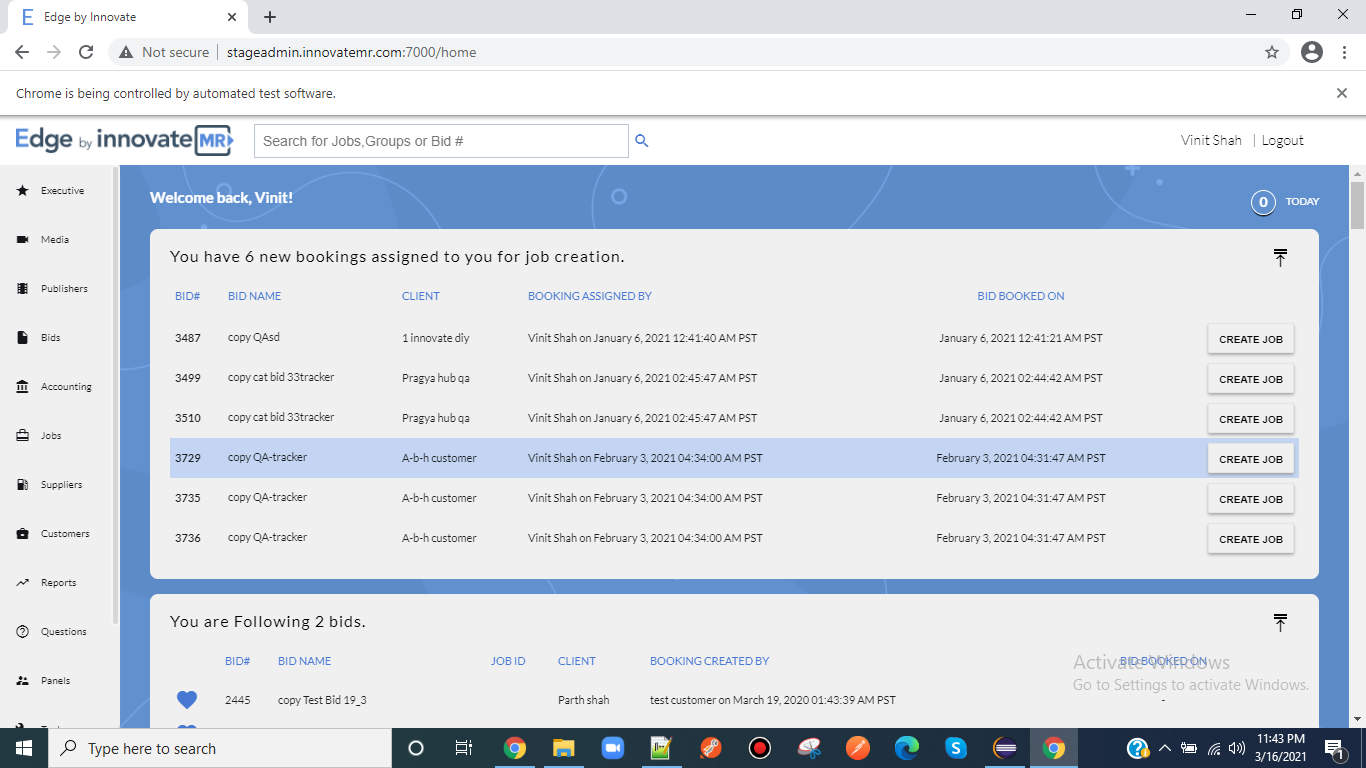 Edge by Innovate
Not secure stageadmin.innovatemr.com:7000/home
Chrome is being controlled by automated test software.
Edge by innovate MR
Search for Jobs,Groups or Bid #
Vinit Shah | Logout
Executive
Media
Publishers
Bids
Accounting
Jobs
Suppliers
Customers
Reports
Questions
Panels
Welcome back, Vinit!
0 TODAY
You have 6 new bookings assigned to you for job creation.
BID# BID NAME CLIENT BOOKING ASSIGNED BY BID BOOKED ON
3487 copy QAsd 1 innovate diy Vinit Shah on January 6, 2021 12:41:40 AM PST January 6, 2021 12:41:21 AM PST CREATE JOB
3499 copy cat bid 33tracker Pragya hub qa Vinit Shah on January 6, 2021 02:45:47 AM PST January 6, 2021 02:44:42 AM PST CREATE JOB
3510 copy cat bid 33tracker Pragya hub qa Vinit Shah on January 6, 2021 02:45:47 AM PST January 6, 2021 02:44:42 AM PST CREATE JOB
3729 copy QA-tracker A-b-h customer Vinit Shah on February 3, 2021 04:34:00 AM PST February 3, 2021 04:31:47 AM PST CREATE JOB
3735 copy QA-tracker A-b-h customer Vinit Shah on February 3, 2021 04:34:00 AM PST February 3, 2021 04:31:47 AM PST CREATE JOB
3736 copy QA-tracker A-b-h customer Vinit Shah on February 3, 2021 04:34:00 AM PST February 3, 2021 04:31:47 AM PST CREATE JOB
You are Following 2 bids.
BID# BID NAME JOB ID CLIENT BOOKING CREATED BY BID BOOKED ON
2445 copy Test Bid 19_3 Parth shah test customer on March 19, 2020 01:43:39 AM PST -
Activate Windows
Go to Settings to activate Windows.
Type here to search
11:43 PM
3/16/2021
1